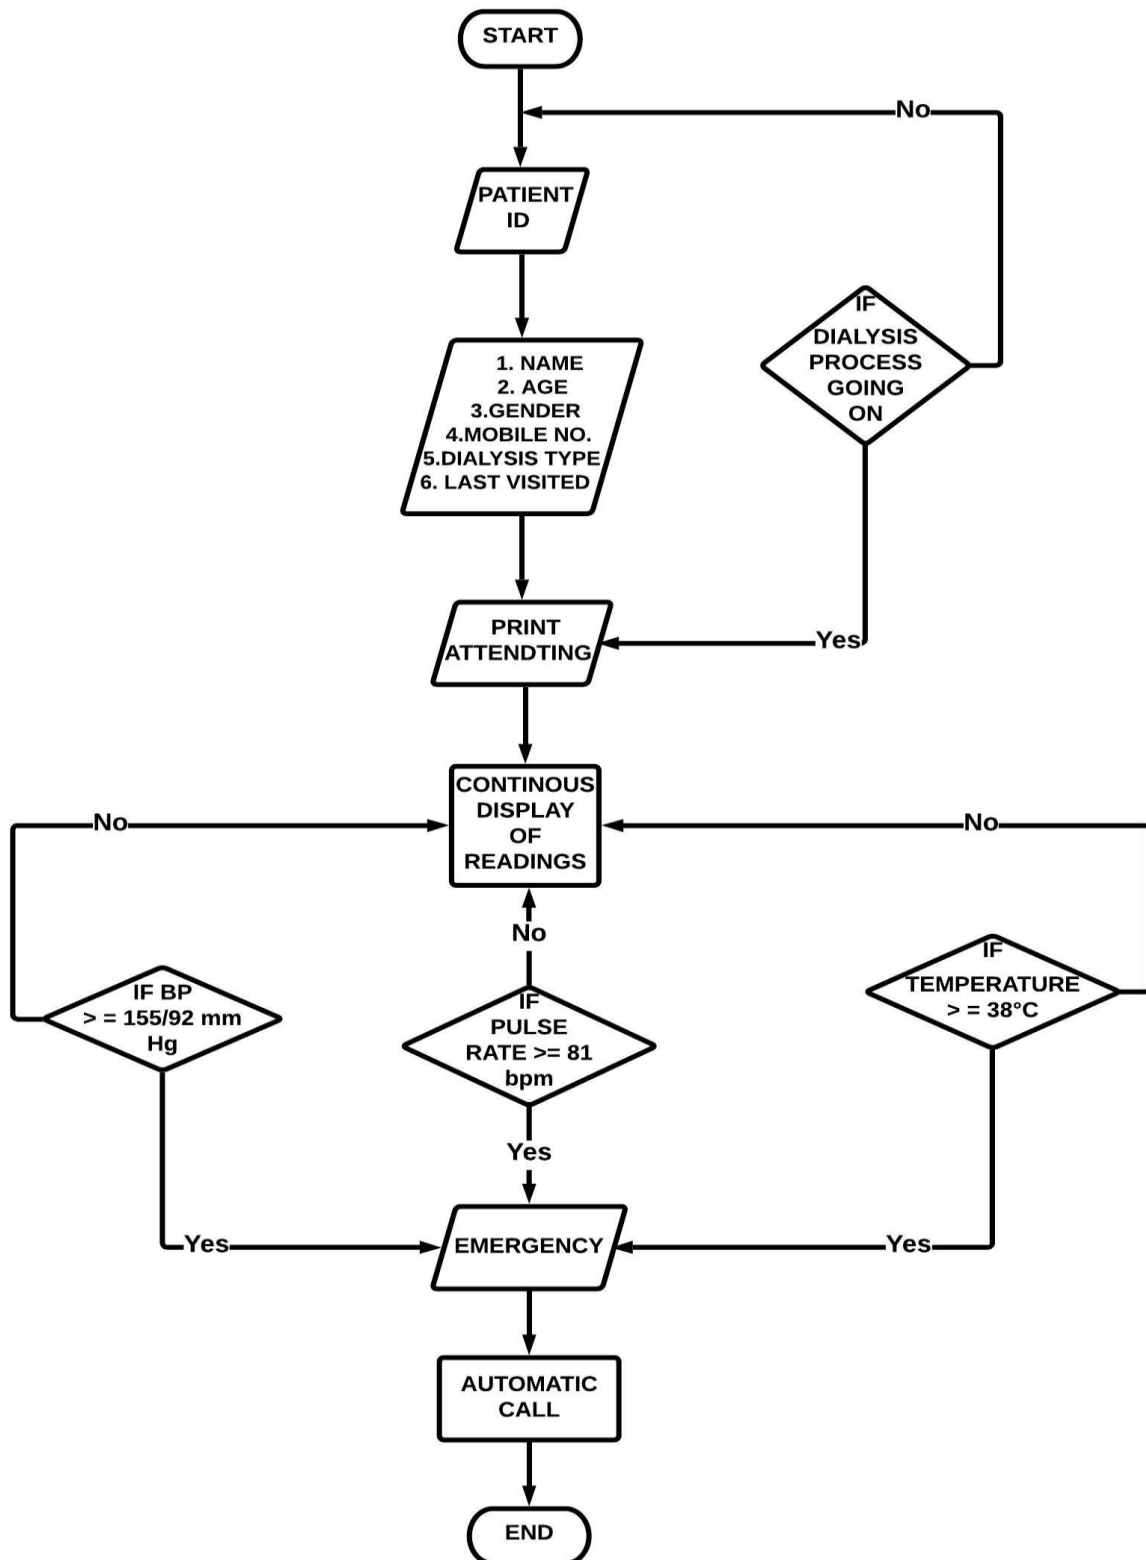 START
No
PATIENT
ID
IF
DIALYSIS
PROCESS
GOING
ON
1. NAME
2. AGE
3.GENDER
4.MOBILE NO.
5.DIALYSIS TYPE
6. LAST VISITED
PRINT
ATTENDTING
Yes
CONTINOUS
DISPLAY
OF
READINGS
No
No
No
IF BP
> = 155/92 mm
Hg
IF
PULSE
RATE >= 81
bpm
IF
TEMPERATURE
> = 38°C
Yes
Yes
Yes
EMERGENCY
AUTOMATIC
CALL
END